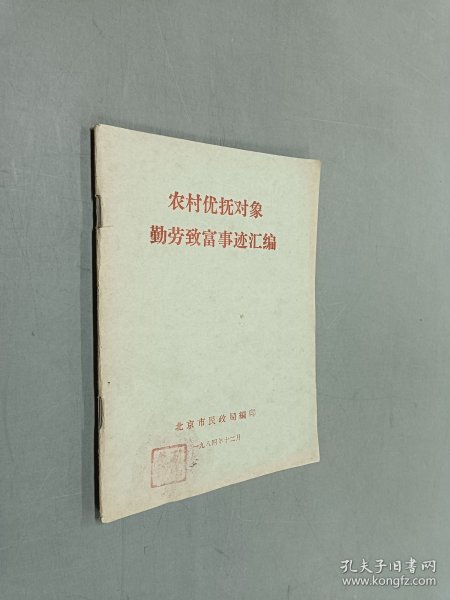 农村优抚对象
勤劳致富事迹汇编
北京市民政局编印
一九八四年十二月
孔夫子旧书网
www.kongfz.com